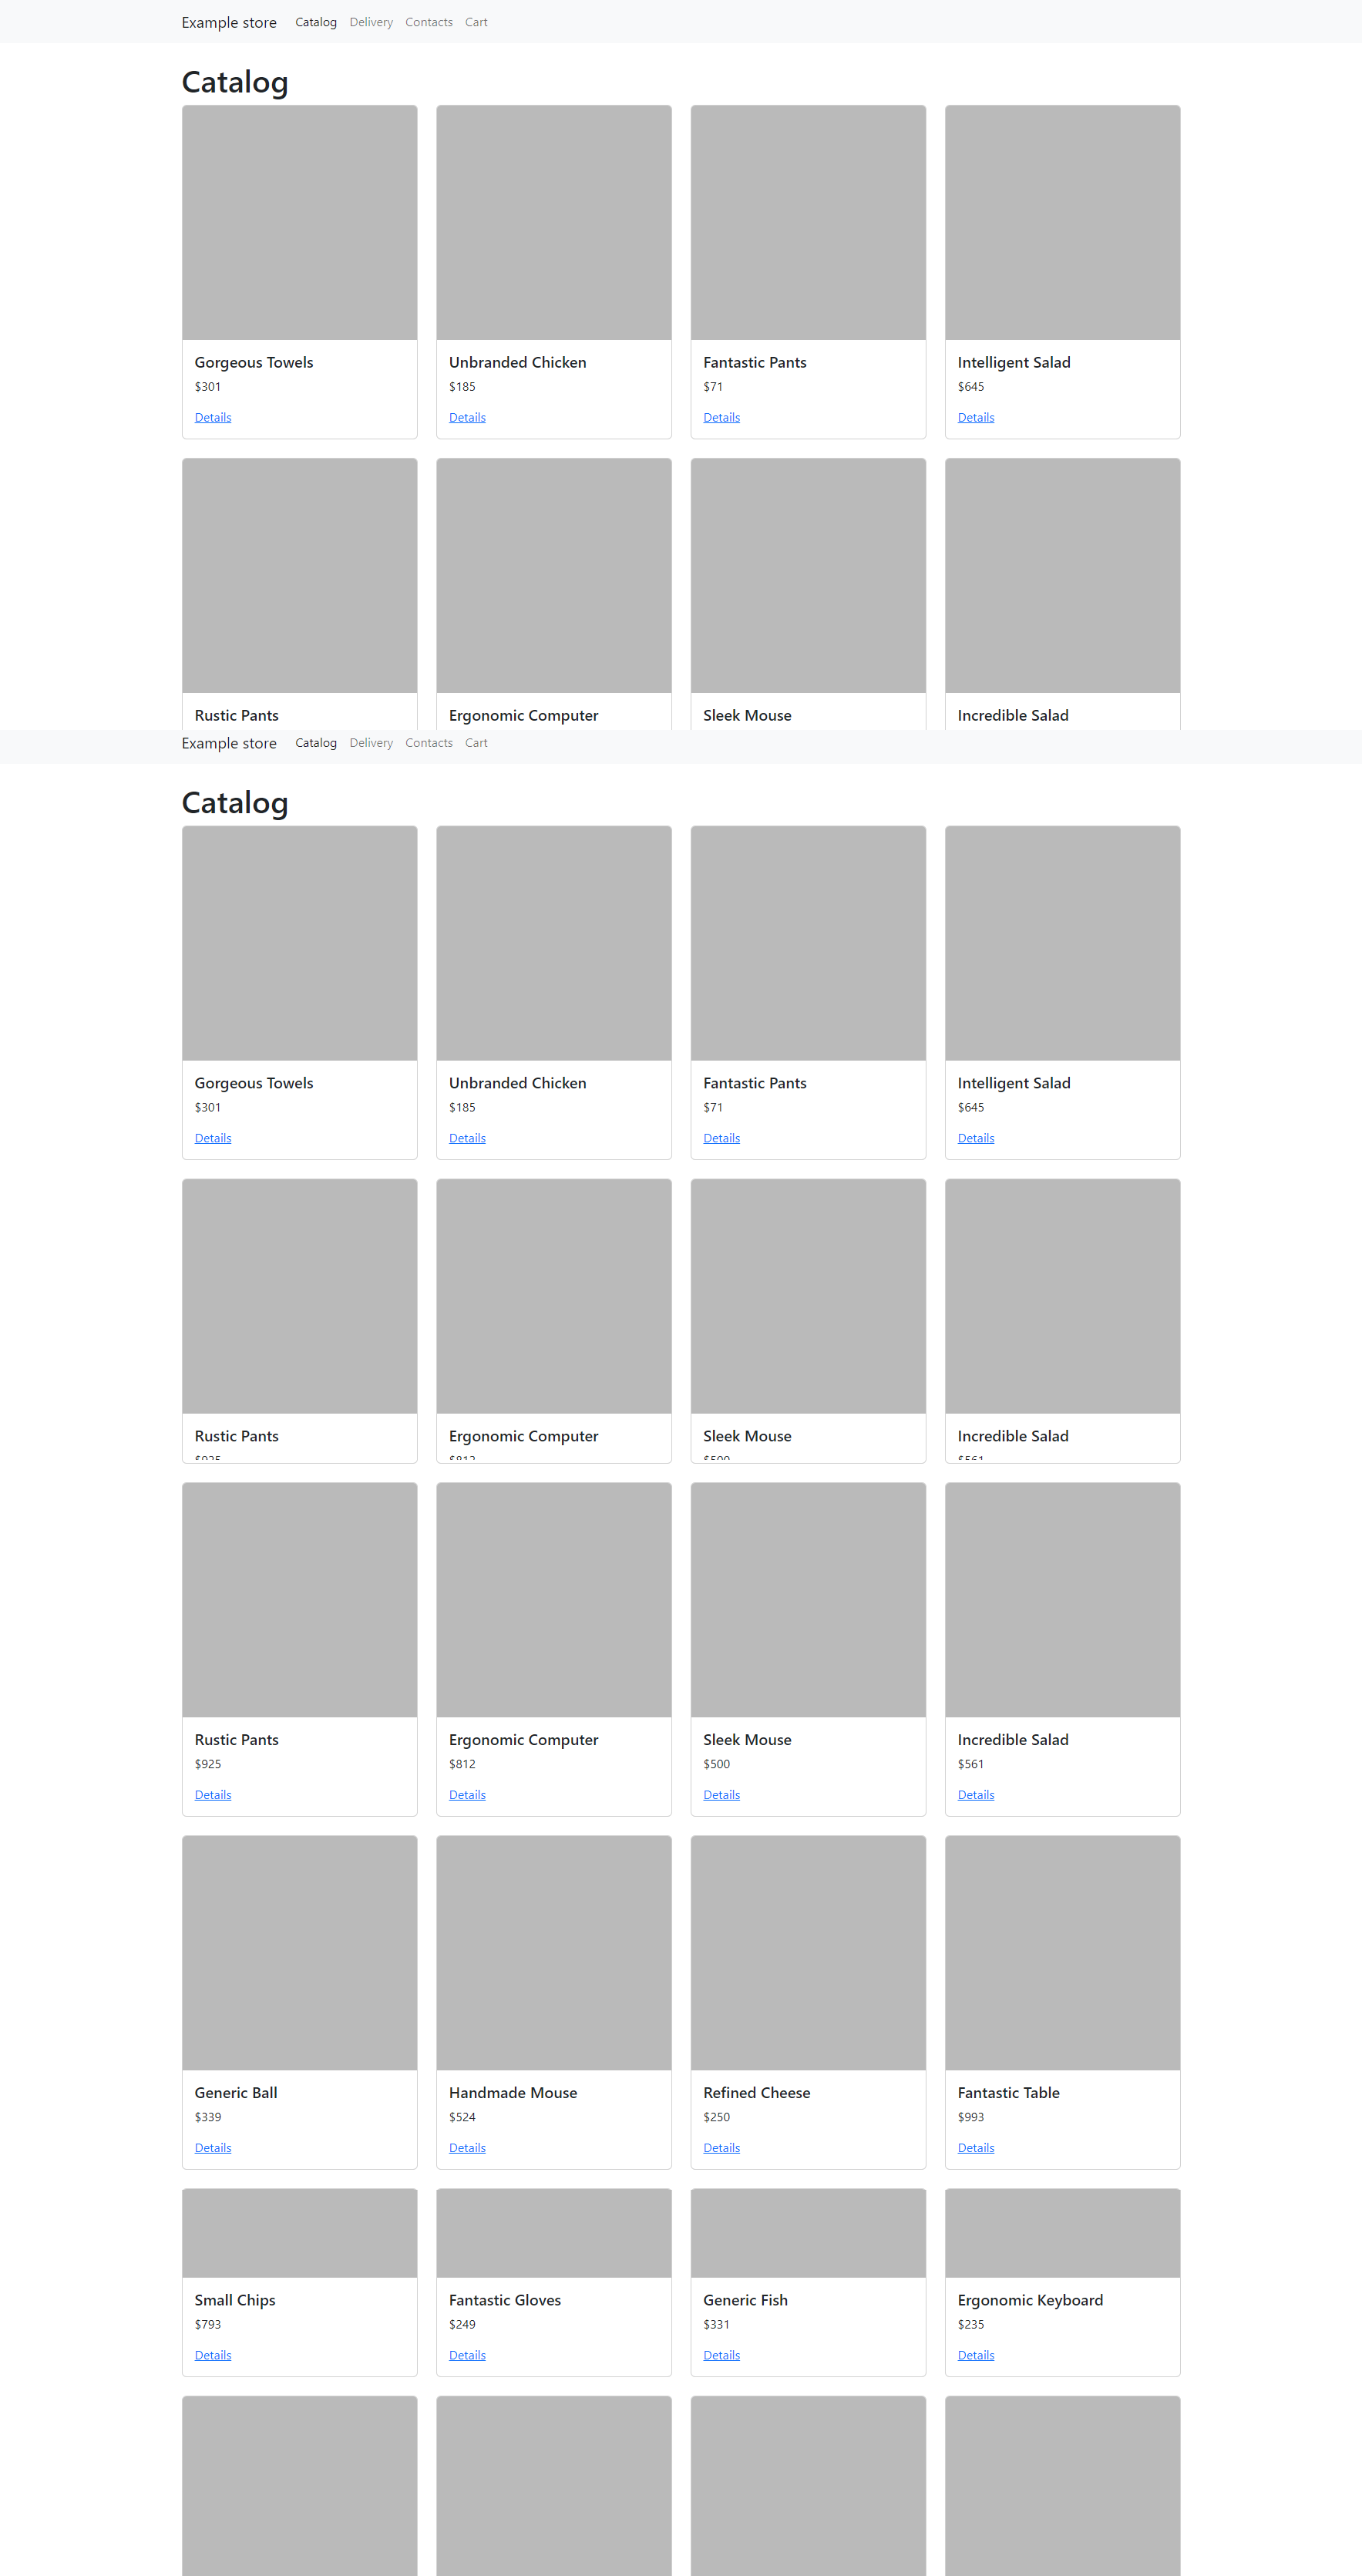 Example store Catalog Delivery Contacts Cart
Catalog
Gorgeous Towels Unbranded Chicken Fantastic Pants Intelligent Salad
$301 $185 $71 $645
Details Details Details Details
Rustic Pants Ergonomic Computer Sleek Mouse Incredible Salad
Example store Catalog Delivery Contacts Cart
Catalog
Gorgeous Towels Unbranded Chicken Fantastic Pants Intelligent Salad
$301 $185 $71 $645
Details Details Details Details
Rustic Pants Ergonomic Computer Sleek Mouse Incredible Salad
$925 $812 $500 $561
Rustic Pants Ergonomic Computer Sleek Mouse Incredible Salad
$925 $812 $500 $561
Details Details Details Details
Generic Ball Handmade Mouse Refined Cheese Fantastic Table
$339 $524 $250 $993
Details Details Details Details
Small Chips Fantastic Gloves Generic Fish Ergonomic Keyboard
$793 $249 $331 $235
Details Details Details Details